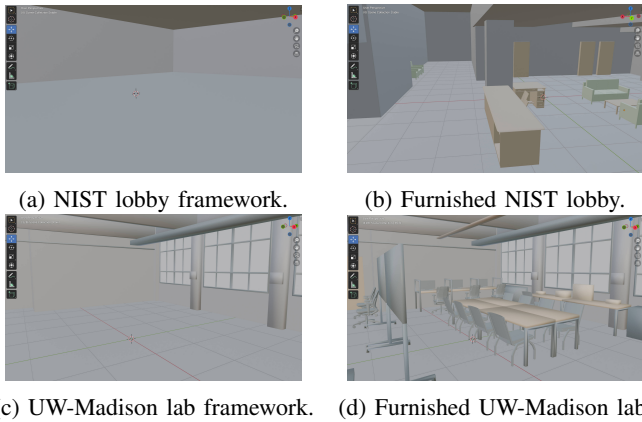 (a) NIST lobby framework.
(b) Furnished NIST lobby.
c) UW-Madison lab framework.
(d) Furnished UW-Madison lab